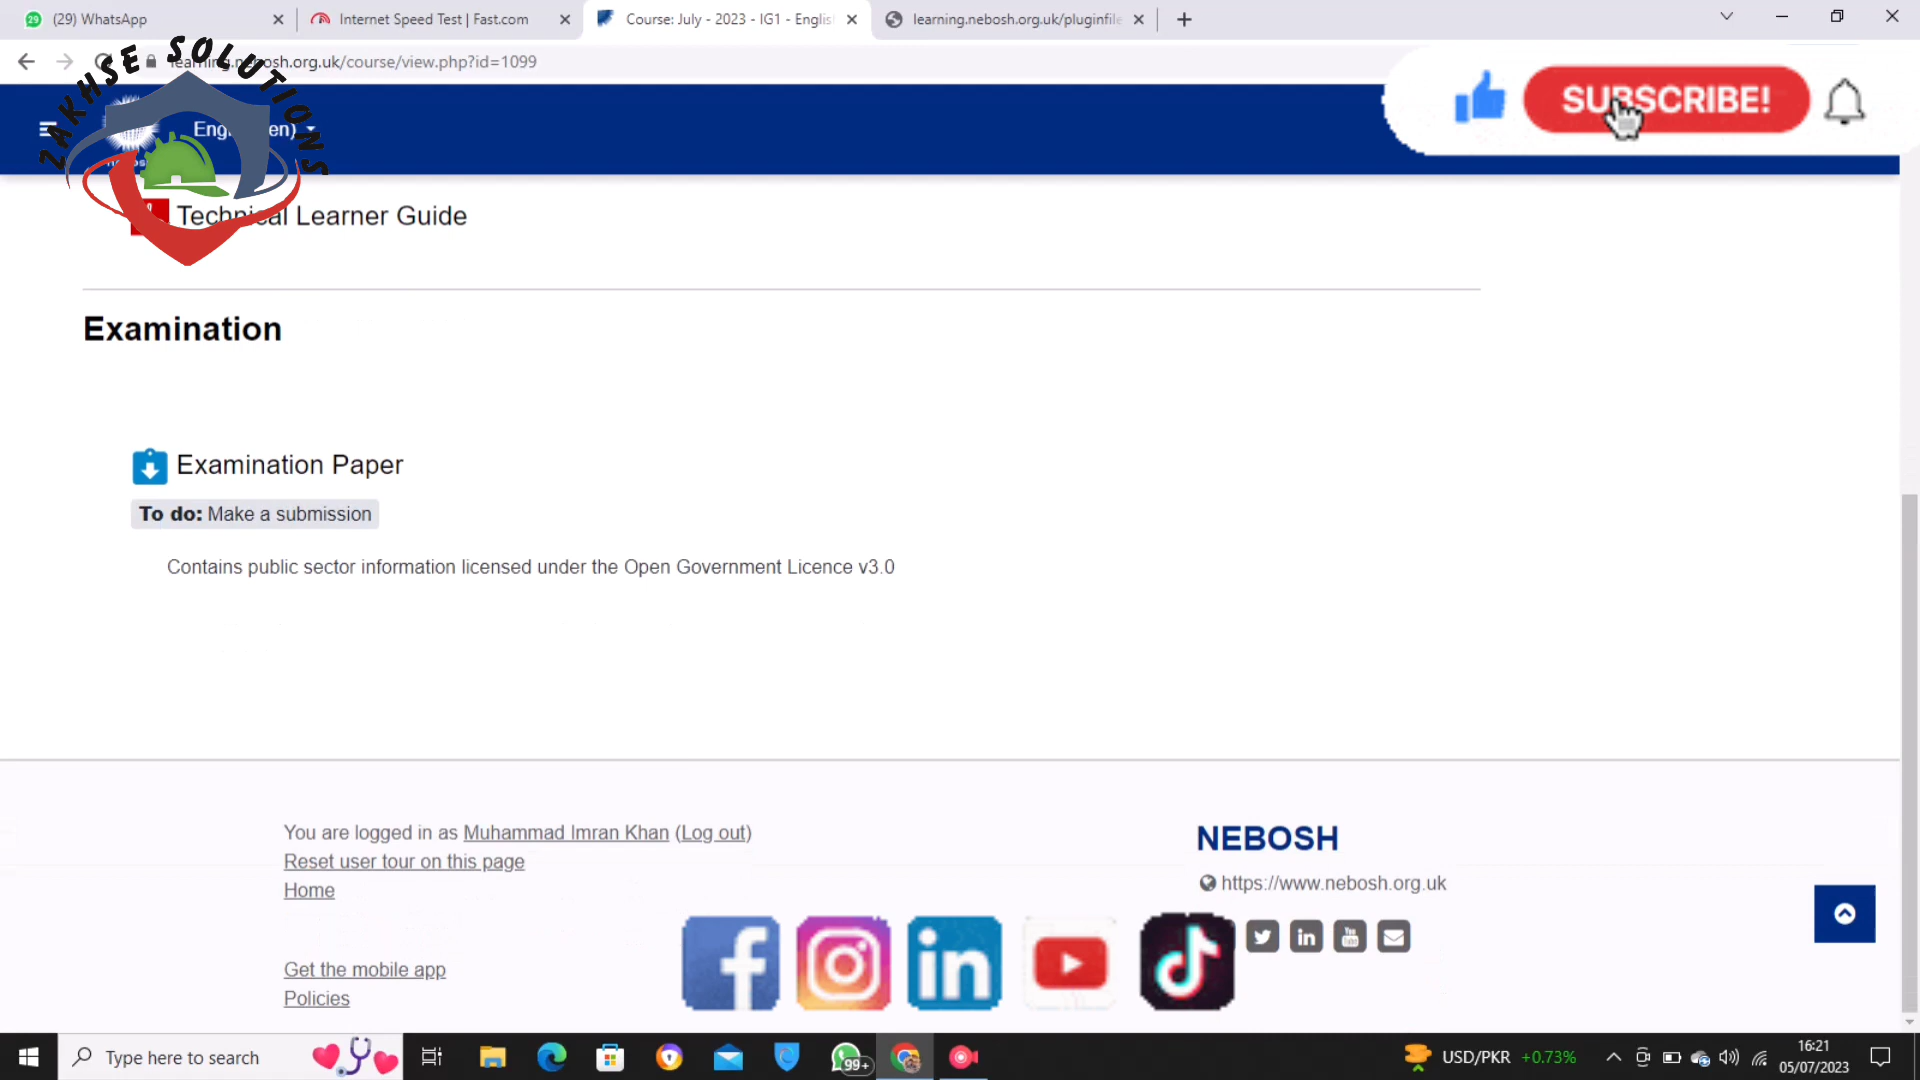 (29) WhatsApp
Internet Speed Test | Fast.com
Course: July - 2023 - IG1 - Englis
learning.nebosh.org.uk/pluginfile
learning.nebosh.org.uk/course/view.php?id=1099
ZAKHSE SOLUTIONS
SUBSCRIBE!
Technical Learner Guide
Examination
Examination Paper
To do: Make a submission
Contains public sector information licensed under the Open Government Licence v3.0
You are logged in as Muhammad Imran Khan (Log out)
Reset user tour on this page
Home
Get the mobile app
Policies
NEBOSH
https://www.nebosh.org.uk
Type here to search
99+
USD/PKR +0.73%
16:21
05/07/2023